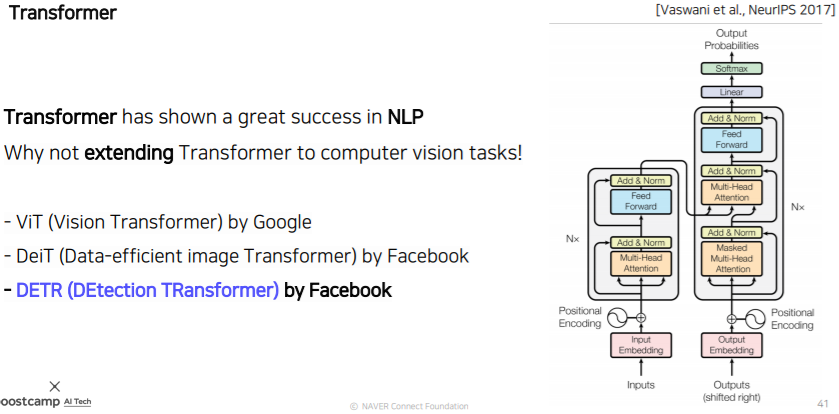 Transformer
[Vaswani et al., NeurIPS 2017]
Transformer has shown a great success in NLP
Why not extending Transformer to computer vision tasks!
- ViT (Vision Transformer) by Google
- DeiT (Data-efficient image Transformer) by Facebook
- DETR (DEtection TRansformer) by Facebook
Output
Probabilities
Softmax
Linear
Add & Norm
Feed
Forward
Add & Norm
Multi-Head
Attention
Add & Norm
Masked
Multi-Head
Attention
N×
Add & Norm
Feed
Forward
Add & Norm
Multi-Head
Attention
N×
Positional
Encoding
Positional
Encoding
Input
Embedding
Output
Embedding
Inputs
Outputs
(shifted right)
oostcamp AI Tech
© NAVER Connect Foundation
41